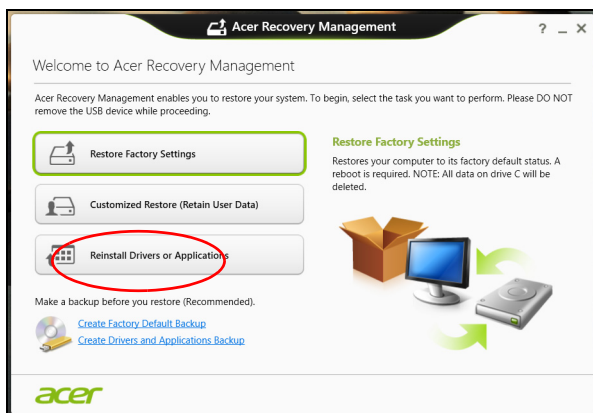 Acer Recovery Management
? _ X
Welcome to Acer Recovery Management
Acer Recovery Management enables you to restore your system. To begin, select the task you want to perform. Please DO NOT
remove the USB device while proceeding.
Restore Factory Settings
Customized Restore (Retain User Data)
Reinstall Drivers or Applications
Restore Factory Settings
Restores your computer to its factory default status. A
reboot is required. NOTE: All data on drive C will be
deleted.
Make a backup before you restore (Recommended).
Create Factory Default Backup
Create Drivers and Applications Backup
acer